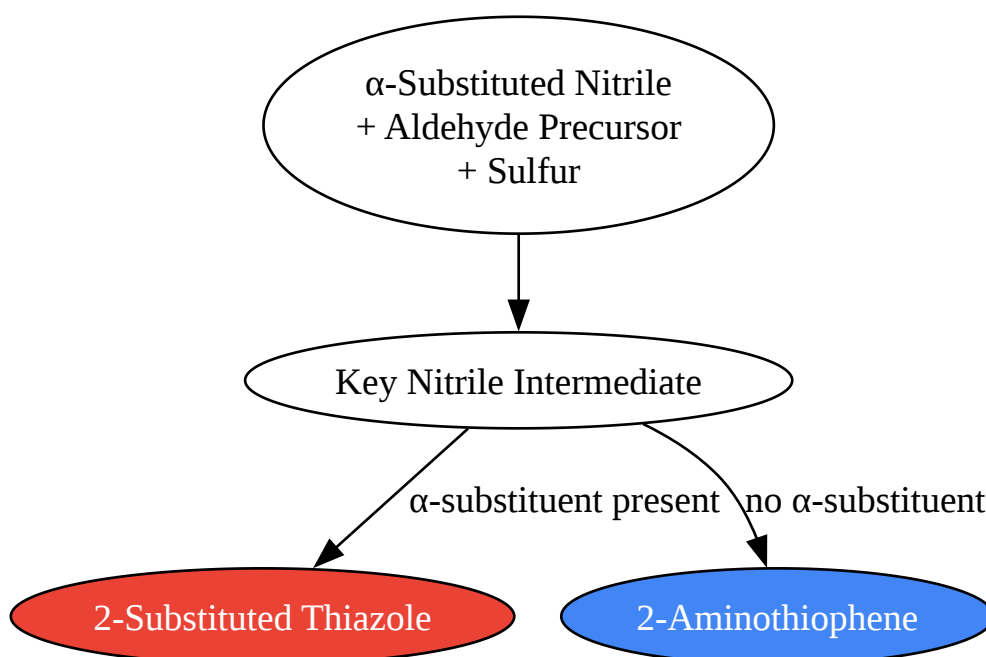 α-Substituted Nitrile
+ Aldehyde Precursor
+ Sulfur
Key Nitrile Intermediate
α-substituent present
no α-substituent
2-Substituted Thiazole
2-Aminothiophene